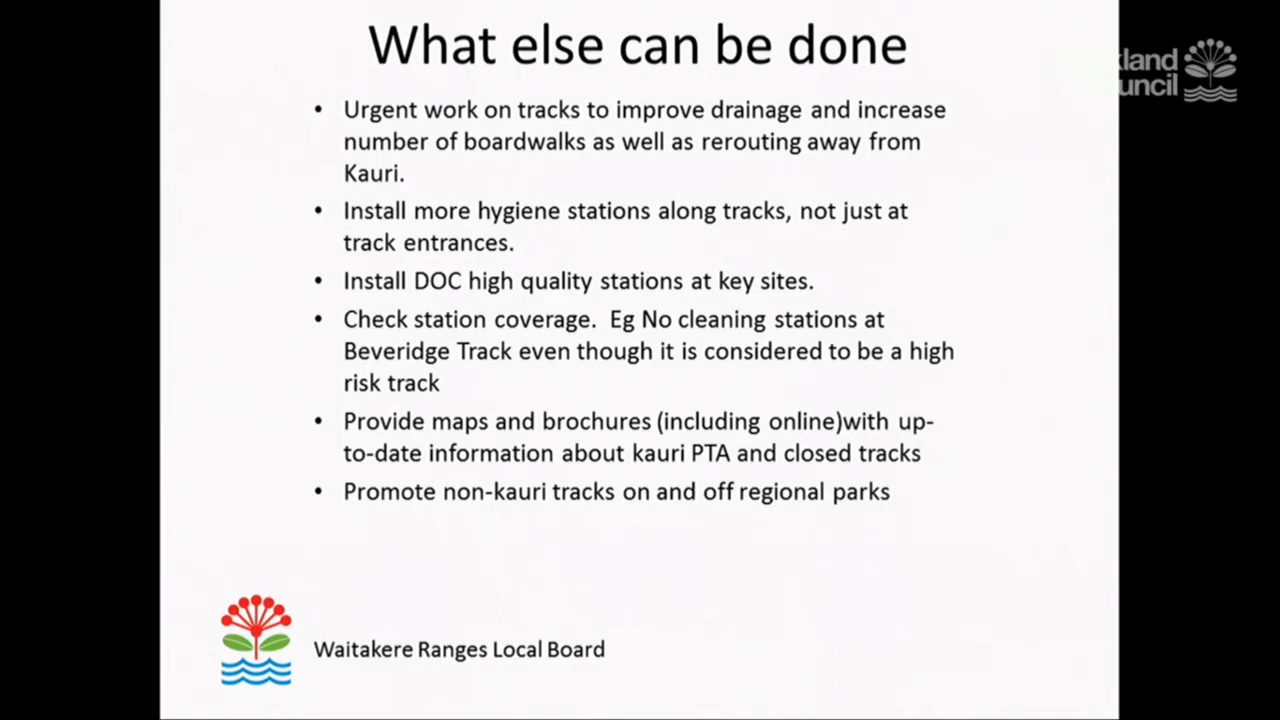 What else can be done
• Urgent work on tracks to improve drainage and increase
number of boardwalks as well as rerouting away from
Kauri.
• Install more hygiene stations along tracks, not just at
track entrances.
• Install DOC high quality stations at key sites.
• Check station coverage.  Eg No cleaning stations at
Beveridge Track even though it is considered to be a high
risk track
• Provide maps and brochures (including online)with up-
to-date information about kauri PTA and closed tracks
• Promote non-kauri tracks on and off regional parks
Waitakere Ranges Local Board